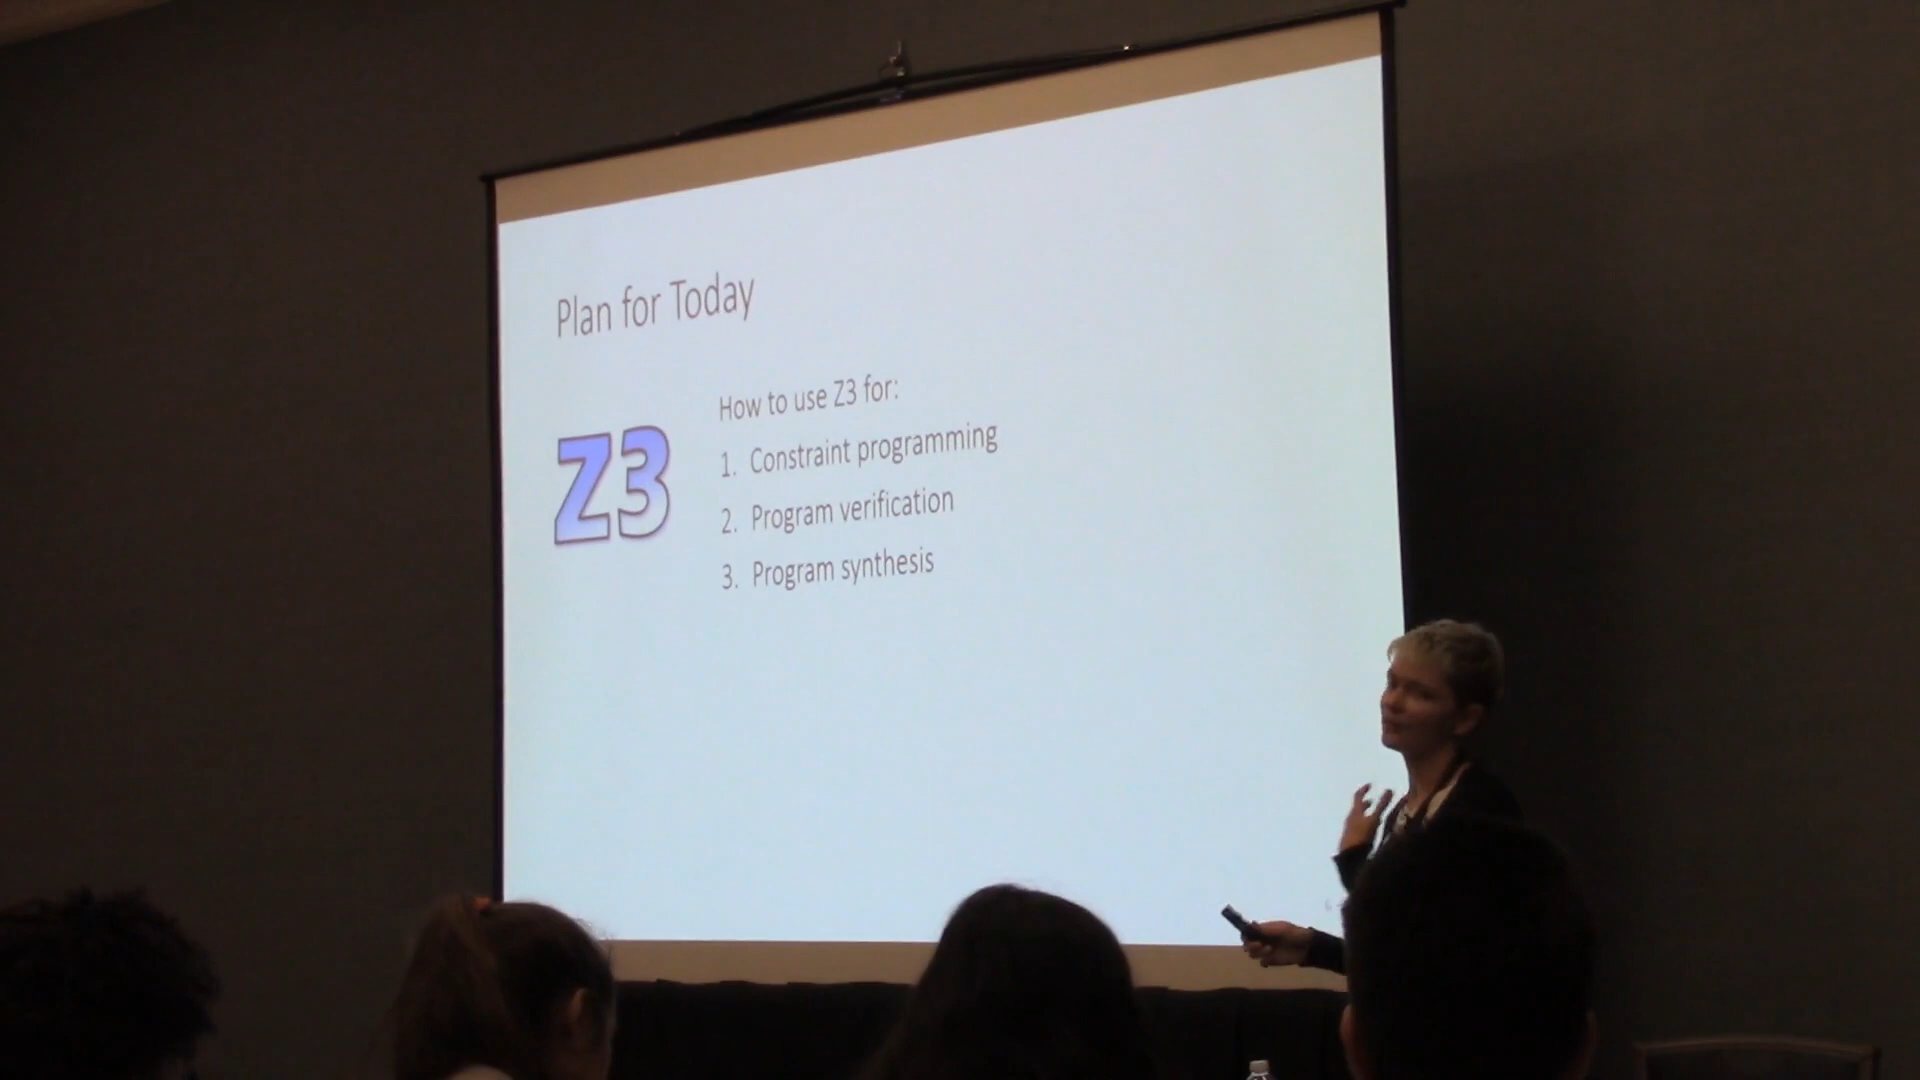 Plan for Today
How to use Z3 for:
Z3
1. Constraint programming
2. Program verification
3. Program synthesis